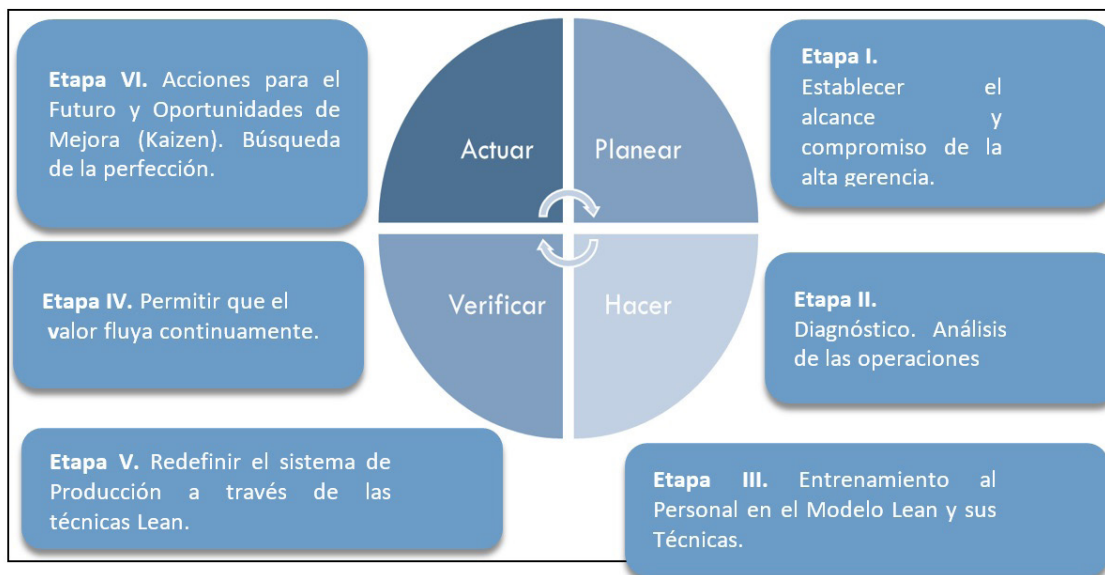 Etapa VI. Acciones para el
Futuro y Oportunidades de
Mejora (Kaizen). Búsqueda
de la perfección.
Actuar
Planear
Etapa I.
Establecer el
alcance y
compromiso de la
alta gerencia.
Etapa IV. Permitir que el
valor fluya continuamente.
Verificar
Hacer
Etapa II.
Diagnóstico. Análisis
de las operaciones
Etapa V. Redefinir el sistema de
Producción a través de las
técnicas Lean.
Etapa III. Entrenamiento al
Personal en el Modelo Lean y sus
Técnicas.